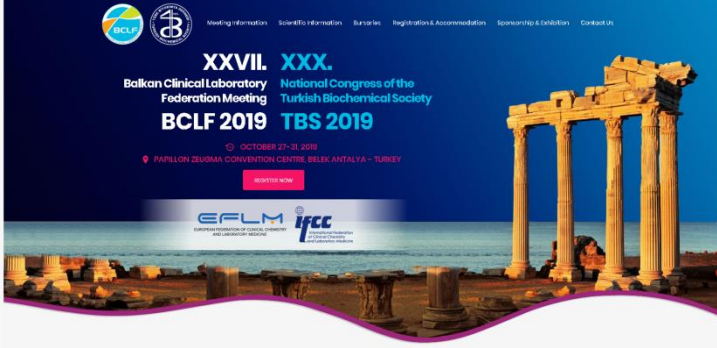 BCLF
Meeting Information Scientific Information Bursaries Registration & Accommodation Sponsorship & Exhibition Contact Us
XXVII. XXX.
Balkan Clinical Laboratory National Congress of the
Federation Meeting Turkish Biochemical Society
BCLF 2019 TBS 2019
OCTOBER 27-31, 2019
PAPILLON ZEUGMA CONVENTION CENTRE, BELEK ANTALYA - TURKEY
REGISTER NOW
EFLM ifcc
EUROPEAN FEDERATION OF CLINICAL CHEMISTRY
AND LABORATORY MEDICINE
International Federation
of Clinical Chemistry
and Laboratory Medicine